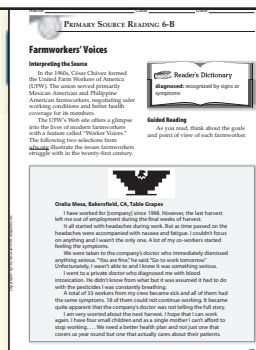 PRIMARY SOURCE READING 6-B
Farmworkers' Voices
Interpreting the Source
In the 1960s, César Chávez formed
the United Farm Workers of America
(UFW). The union served primarily
Mexican American and Philippine
American farmworkers, negotiating safer
working conditions and better health
coverage for its members.
The UFW's Web site offers a glimpse
into the lives of modern farmworkers
with a feature called "Worker Voices."
The following two selections from
ufw.org illustrate the issues farmworkers
struggle with in the twenty-first century.
Reader's Dictionary
diagnosed: recognized by signs or
symptoms
Guided Reading
As you read, think about the goals
and point of view of each farmworker.
Oralia Mesa, Bakersfield, CA, Table Grapes
I have worked for [company] since 1998. However, the last harvest
left me out of employment during the final weeks of harvest.
It all started with headaches during work. But as time passed on the
headaches were accompanied with nausea and fatigue. I couldn't focus
on anything and I wasn't the only one. A lot of my co-workers started
feeling the symptoms.
We were taken to the company's doctor who immediately dismissed
anything serious. "You are fine," he said. "Go to work tomorrow."
Unfortunately, I wasn't able to and I knew it was something serious.
I went to a private doctor who diagnosed me with blood
intoxication. He didn't know from what but it was assumed it had to do
with the pesticides I was constantly breathing.
A total of 33 workers from my crew became sick and all of them had
the same symptoms. 18 of them could not continue working. It became
quite apparent that the company's doctor was not telling the full story.
I am very worried about the next harvest. I hope that I can work
again. I have four small children and as a single mother I can't afford to
stop working. . . . We need a better health plan and not just one that
covers us year round but one that actually cares about their patients.